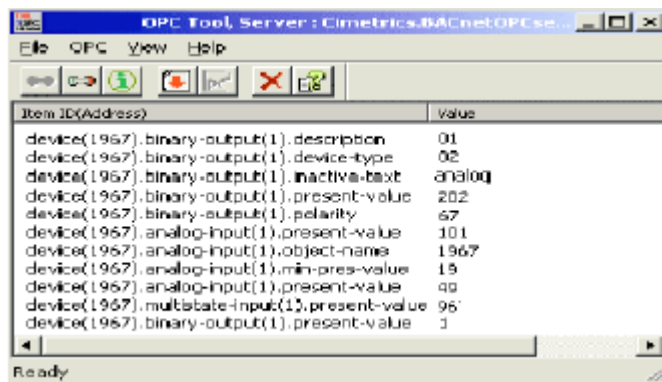 OPC Tool, Server : Cimetrics.BACnetOPCse...
File OPC View Help
Item ID(Address) Value
device(1967).binary-output(1).description 01
device(1967).binary-output(1).device-type 02
device(1967).binary-output(1).inactive-text analog
device(1967).binary-output(1).present-value 202
device(1967).binary-output(1).polarity 67
device(1967).analog-input(1).present-value 101
device(1967).analog-input(1).object-name 1967
device(1967).analog-input(1).min-pres-value 19
device(1967).analog-input(1).present-value
device(1967).multistate-input(1).present-value 96
device(1967).binary-output(1).present-value
Ready